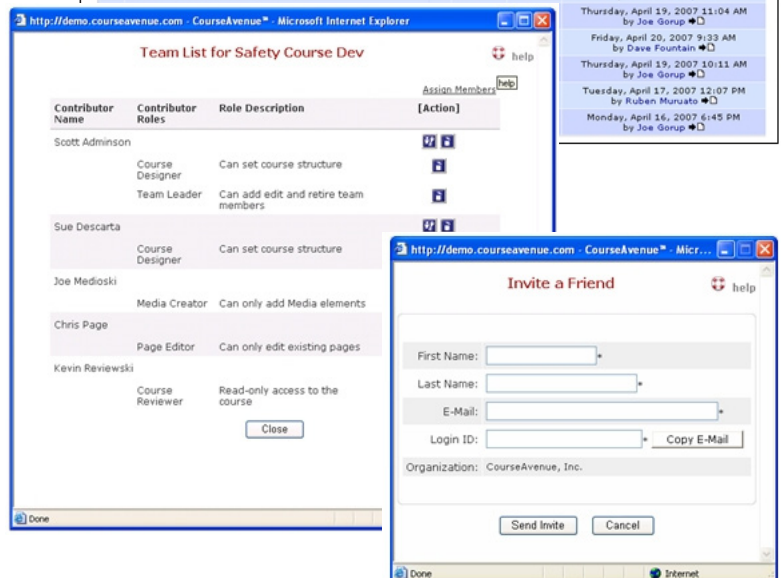 Thursday, April 19, 2007 11:04 AM
by Joe Gorup
Friday, April 20, 2007 9:33 AM
by Dave Fountain
Thursday, April 19, 2007 10:11 AM
by Joe Gorup
Tuesday, April 17, 2007 12:07 PM
by Ruben Muruato
Monday, April 16, 2007 6:45 PM
by Joe Gorup
http://demo.courseavenue.com - CourseAvenue℠ - Microsoft Internet Explorer
Team List for Safety Course Dev
help
Assign Members
help
Contributor Name Contributor Roles Role Description [Action]
Scott Adminson
Course Designer Can set course structure
Team Leader Can add edit and retire team members
Sue Descarta
Course Designer Can set course structure
Joe Medioski
Media Creator Can only add Media elements
Chris Page
Page Editor Can only edit existing pages
Kevin Reviewski
Course Reviewer Read-only access to the course
Close
Done
http://demo.courseavenue.com - CourseAvenue℠ - Micr...
Invite a Friend
help
First Name: *
Last Name: *
E-Mail: *
Login ID: * Copy E-Mail
Organization: CourseAvenue, Inc.
Send Invite Cancel
Done Internet